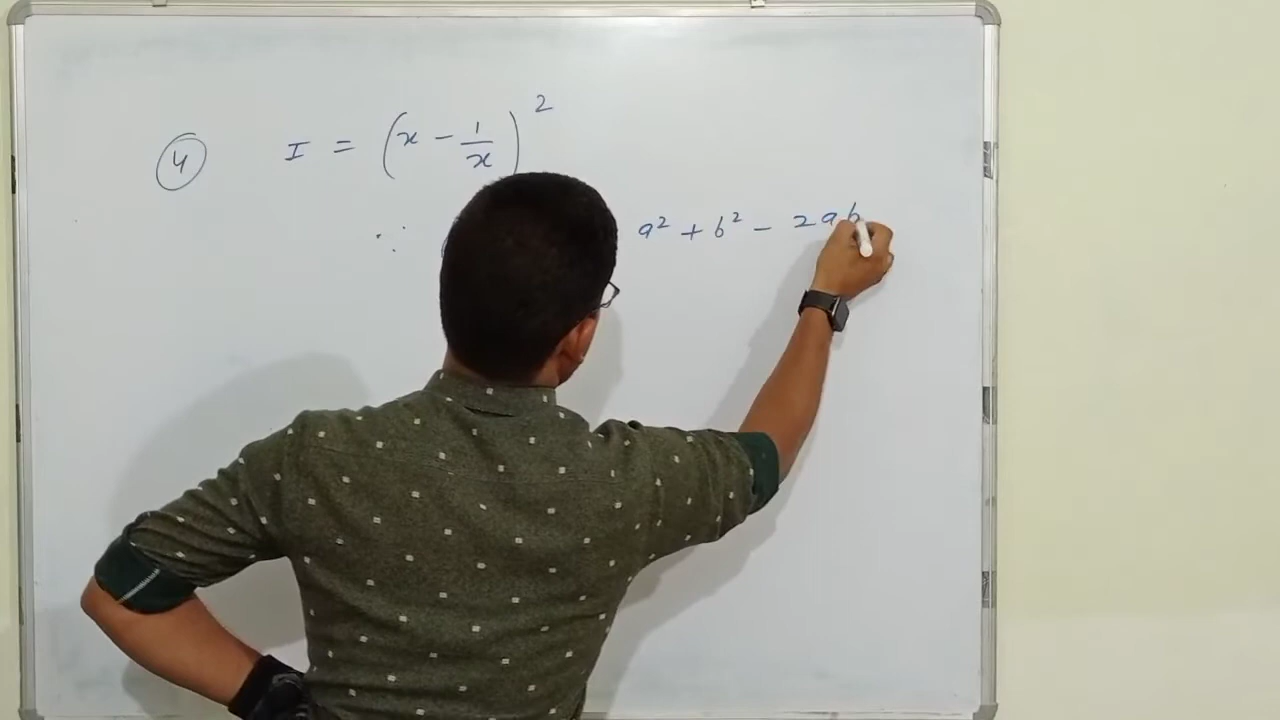 ④ I = (x - 1/x)²
∵ a² + b² - 2ab